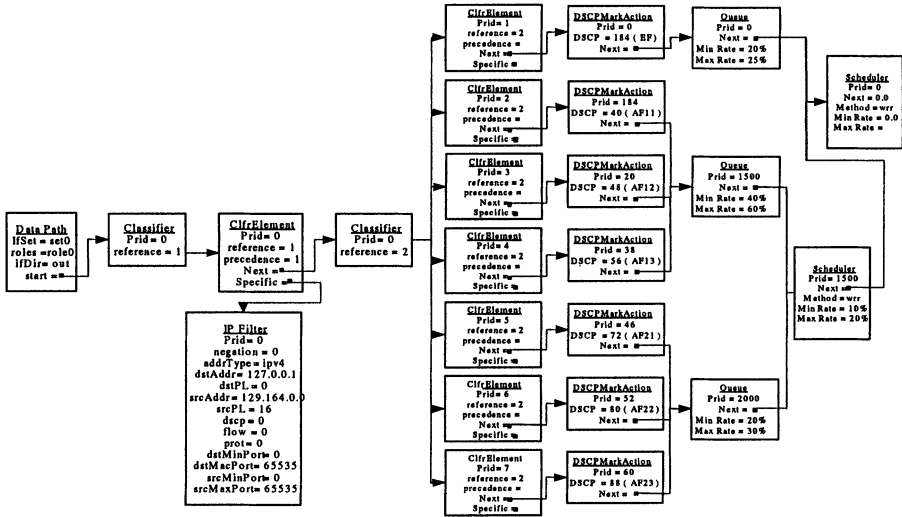 Data Path
IfSet = set0
roles =role0
ifDir= out
start =
Classifier
Prid = 0
reference = 1
ClfrElement
Prid = 0
reference = 1
precedence = 1
Next =
Specific =
IP Filter
Prid= 0
negation = 0
addrType = ipv4
dstAddr= 127.0.0.1
dstPL = 0
srcAddr= 129.164.0.0
srcPL = 16
dscp = 0
flow = 0
prot= 0
dstMinPort= 0
dstMacPort= 65535
srcMinPort= 0
srcMaxPort= 65535
Classifier
Prid = 0
reference = 2
ClfrElement
Prid= 1
reference = 2
precedence =
Next =
Specific =
ClfrElement
Prid= 2
reference = 2
precedence =
Next =
Specific =
ClfrElement
Prid= 3
reference = 2
precedence =
Next =
Specific =
ClfrElement
Prid= 4
reference = 2
precedence =
Next =
Specific =
ClfrElement
Prid= 5
reference = 2
precedence =
Next =
Specific =
ClfrElement
Prid= 6
reference = 2
precedence =
Next =
Specific =
ClfrElement
Prid= 7
reference = 2
precedence =
Next =
Specific =
DSCPMarkAction
Prid = 0
DSCP = 184 ( EF)
Next =
DSCPMarkAction
Prid = 184
DSCP = 40 ( AF11)
Next =
DSCPMarkAction
Prid = 20
DSCP = 48 ( AF12)
Next =
DSCPMarkAction
Prid = 38
DSCP = 56 ( AF13)
Next =
DSCPMarkAction
Prid = 46
DSCP = 72 ( AF21)
Next =
DSCPMarkAction
Prid = 52
DSCP = 80 ( AF22)
Next =
DSCPMarkAction
Prid = 60
DSCP = 88 ( AF23)
Next =
Queue
Prid = 0
Next =
Min Rate = 20%
Max Rate = 25%
Queue
Prid = 1500
Next =
Min Rate = 40%
Max Rate = 60%
Queue
Prid = 2000
Next =
Min Rate = 20%
Max Rate = 30%
Scheduler
Prid= 0
Next = 0.0
Method =wrr
Min Rate = 0.0
Max Rate =
Scheduler
Prid= 1500
Next=
Method =wrr
Min Rate = 10%
Max Rate = 20%